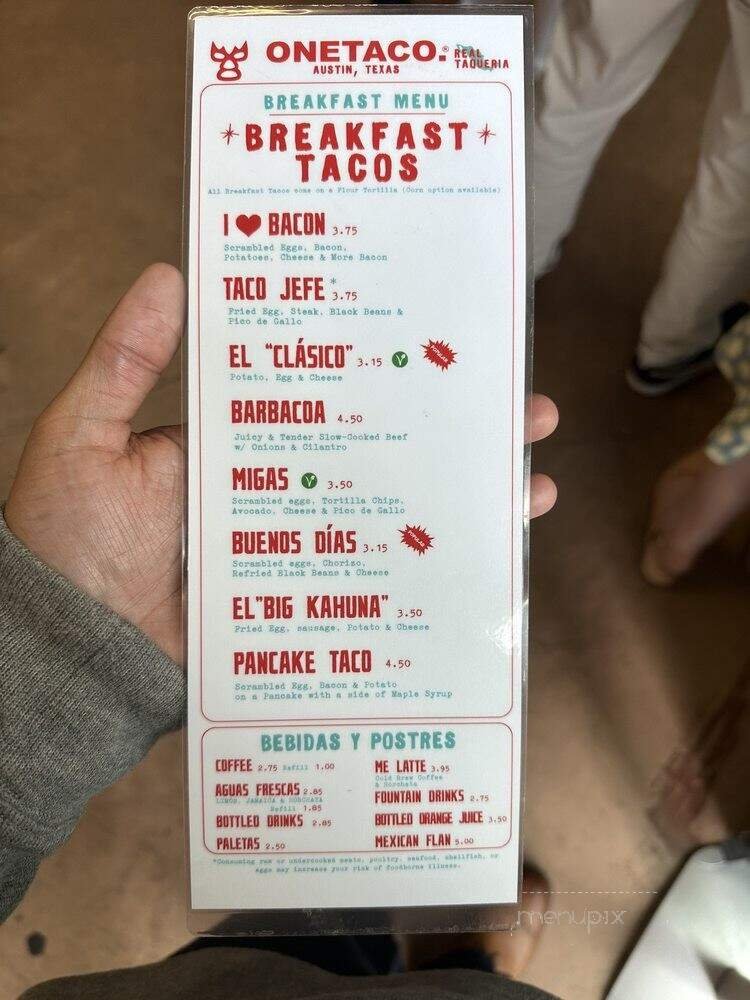 ONETACO.®
REAL
TAQUERIA
AUSTIN, TEXAS
BREAKFAST MENU
BREAKFAST
TACOS
All Breakfast Tacos come on a Flour Tortilla (Corn option available)
I ♥ BACON 3.75
Scrambled Eggs, Bacon,
Potatoes, Cheese & More Bacon
TACO JEFE* 3.75
Fried Egg, Steak, Black Beans &
Pico de Gallo
EL "CLÁSICO" 3.15 V POPULAR
Potato, Egg & Cheese
BARBACOA 4.50
Juicy & Tender Slow-Cooked Beef
w/ Onions & Cilantro
MIGAS V 3.50
Scrambled eggs, Tortilla Chips,
Avocado, Cheese & Pico de Gallo
BUENOS DÍAS 3.15 POPULAR
Scrambled eggs, Chorizo,
Refried Black Beans & Cheese
EL"BIG KAHUNA" 3.50
Fried Egg, sausage, Potato & Cheese
PANCAKE TACO 4.50
Scrambled Egg, Bacon & Potato
on a Pancake with a side of Maple Syrup
BEBIDAS Y POSTRES
COFFEE 2.75 Refill 1.00
AGUAS FRESCAS 2.85
LIMÓN, JAMAICA & HORCHATA
Refill 1.85
BOTTLED DRINKS 2.85
PALETAS 2.50
ME LATTE 3.95
Cold Brew Coffee
& Horchata
FOUNTAIN DRINKS 2.75
BOTTLED ORANGE JUICE 3.50
MEXICAN FLAN 5.00
*Consuming raw or undercooked meats, poultry, seafood, shellfish, or
eggs may increase your risk of foodborne illness.
menupix